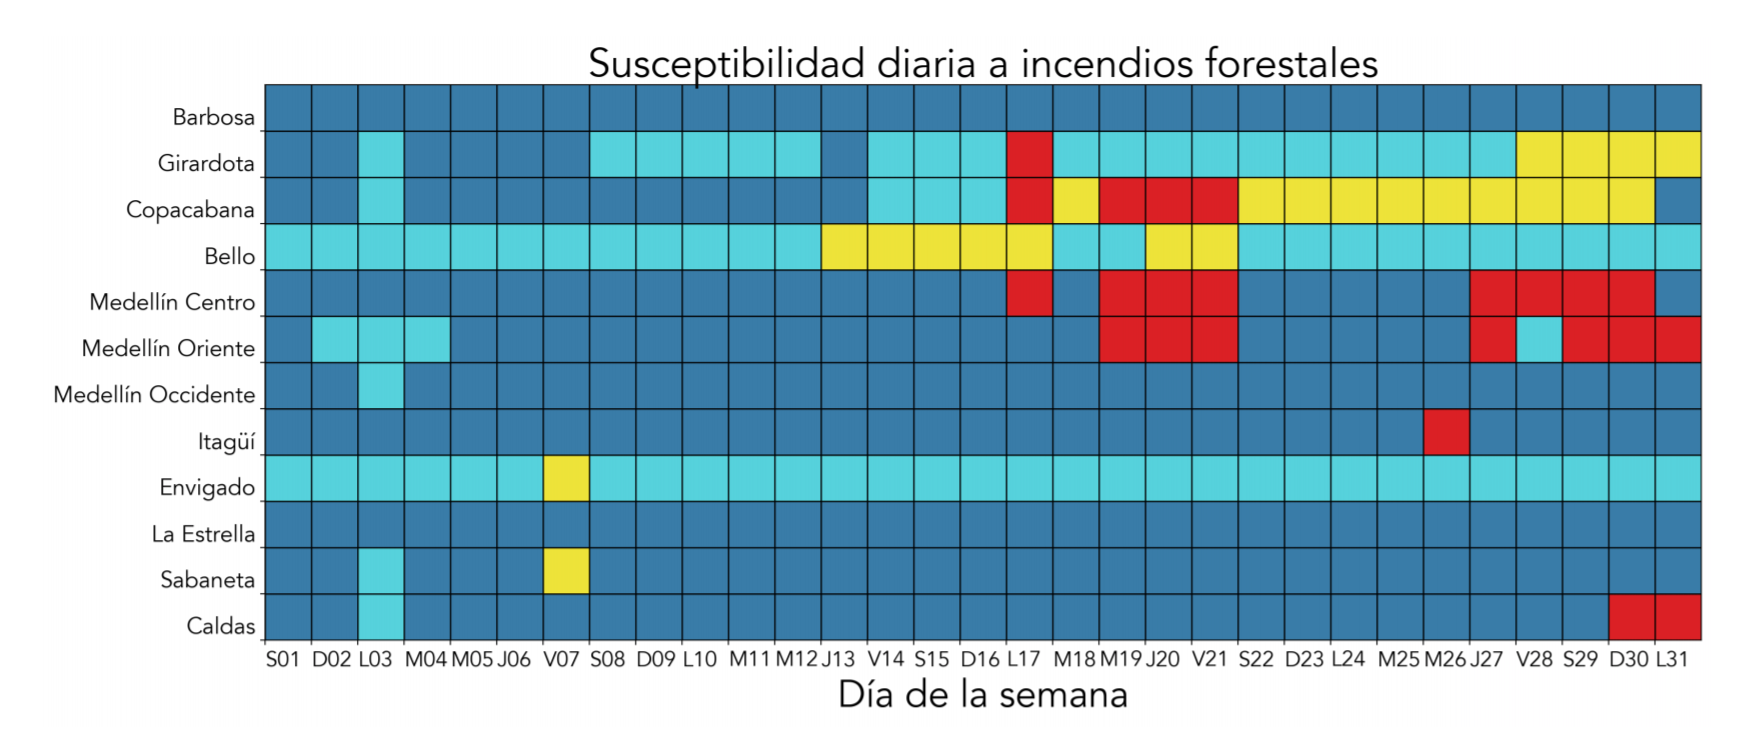 Susceptibilidad diaria a incendios forestales
Barbosa
Girardota
Copacabana
Bello
Medellín Centro
Medellín Oriente
Medellín Occidente
Itagüí
Envigado
La Estrella
Sabaneta
Caldas
S01 D02 L03 M04 M05 J06 V07 S08 D09 L10 M11 M12 J13 V14 S15 D16 L17 M18 M19 J20 V21 S22 D23 L24 M25 M26 J27 V28 S29 D30 L31
Día de la semana